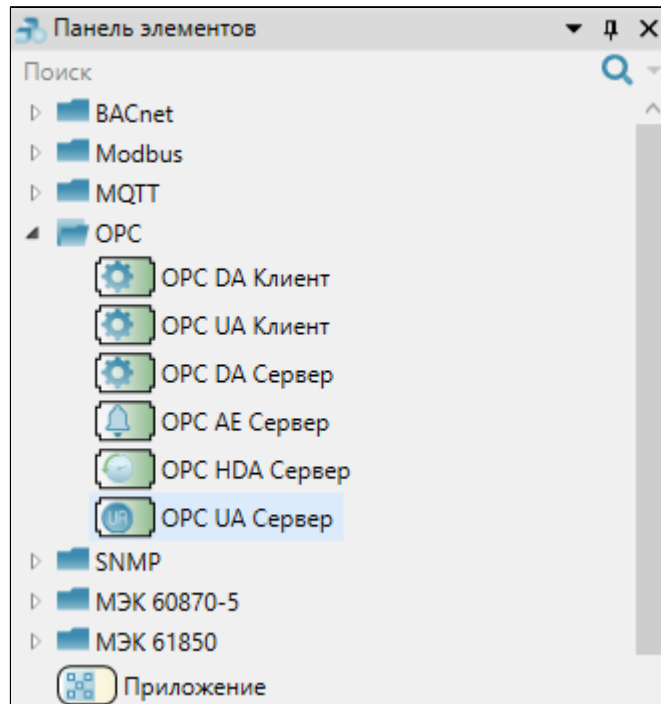 Панель элементов
Поиск
BACnet
Modbus
MQTT
OPC
OPC DA Клиент
OPC UA Клиент
OPC DA Сервер
OPC AE Сервер
OPC HDA Сервер
UA OPC UA Сервер
SNMP
МЭК 60870-5
МЭК 61850
Приложение